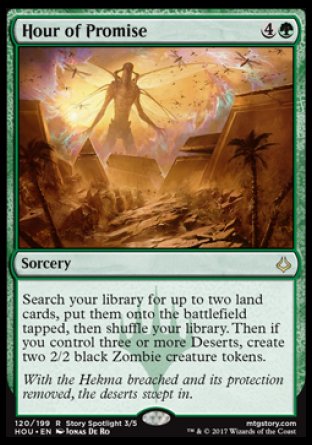 Hour of Promise 4
Sorcery
Search your library for up to two land
cards, put them onto the battlefield
tapped, then shuffle your library. Then if
you control three or more Deserts, create
two 2/2 black Zombie creature tokens.
With the Hekma breached and its protection
removed, the deserts swept in.
120/199 R Story Spotlight 3/5 mtgstory.com
HOU • EN Jonas De Ro ™ & © 2017 Wizards of the Coast